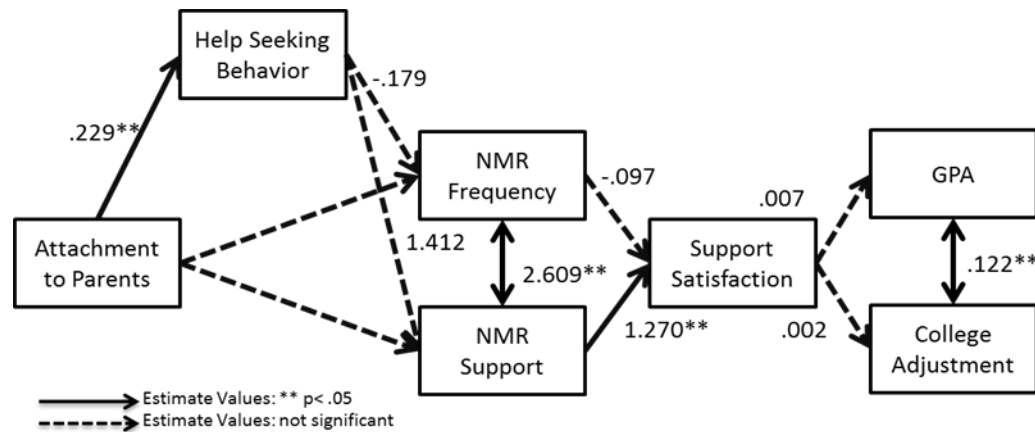 Help Seeking
Behavior
-.179
.229**
NMR
Frequency
-.097
GPA
.007
Attachment
to Parents
1.412
Support
Satisfaction
2.609**
.122**
1.270**
.002
NMR
Support
College
Adjustment
Estimate Values: ** p< .05
Estimate Values: not significant